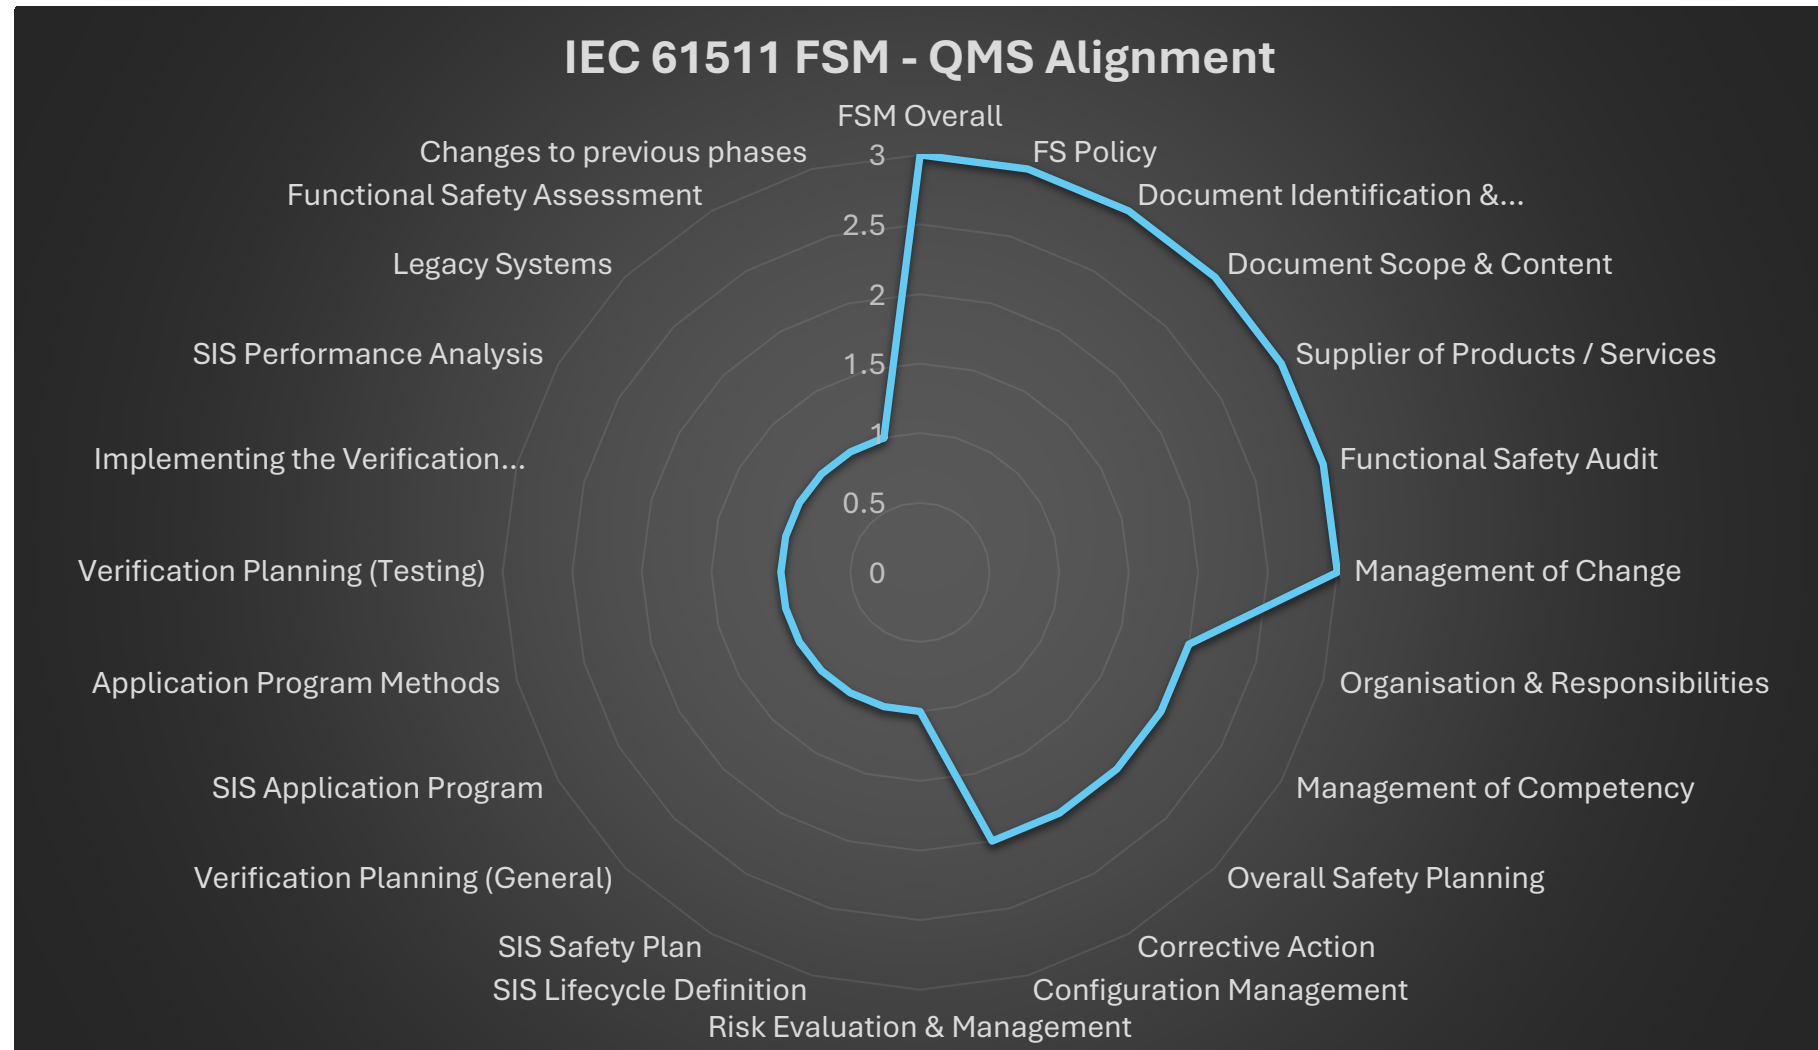 IEC 61511 FSM - QMS Alignment
FSM Overall
FS Policy
Document Identification &...
Document Scope & Content
Supplier of Products / Services
Functional Safety Audit
Management of Change
Organisation & Responsibilities
Management of Competency
Overall Safety Planning
Corrective Action
Configuration Management
Risk Evaluation & Management
SIS Lifecycle Definition
SIS Safety Plan
Verification Planning (General)
SIS Application Program
Application Program Methods
Verification Planning (Testing)
Implementing the Verification...
SIS Performance Analysis
Legacy Systems
Functional Safety Assessment
Changes to previous phases
3
2.5
2
1.5
1
0.5
0